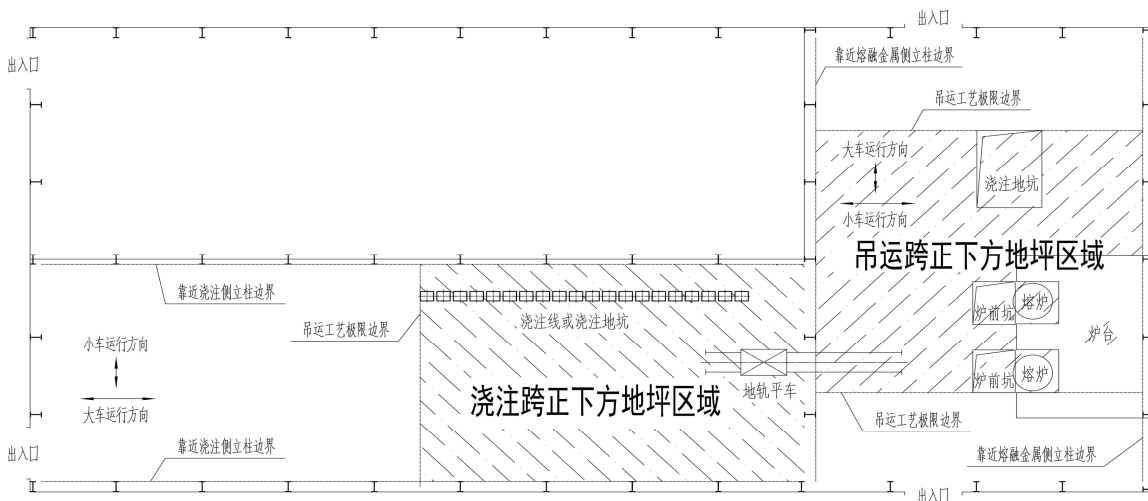 出入口
出入口
靠近熔融金属侧立柱边界
吊运工艺极限边界
大车运行方向
小车运行方向
浇注地坑
吊运跨正下方地坪区域
靠近浇注侧立柱边界
吊运工艺极限边界
浇注线或浇注地坑
炉前坑
熔炉
炉台
小车运行方向
大车运行方向
浇注跨正下方地坪区域
地轨平车
炉前坑
熔炉
吊运工艺极限边界
靠近浇注侧立柱边界
靠近熔融金属侧立柱边界
出入口
出入口